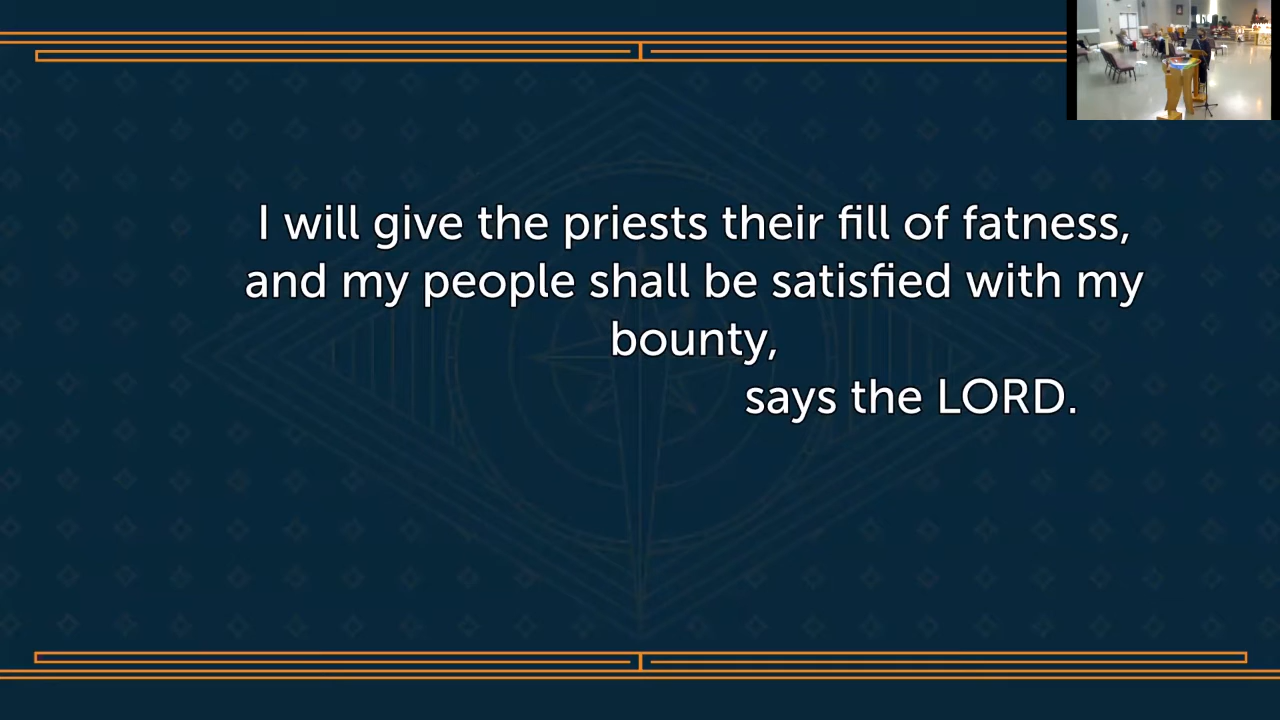 I will give the priests their fill of fatness,
and my people shall be satisfied with my
bounty,
says the LORD.